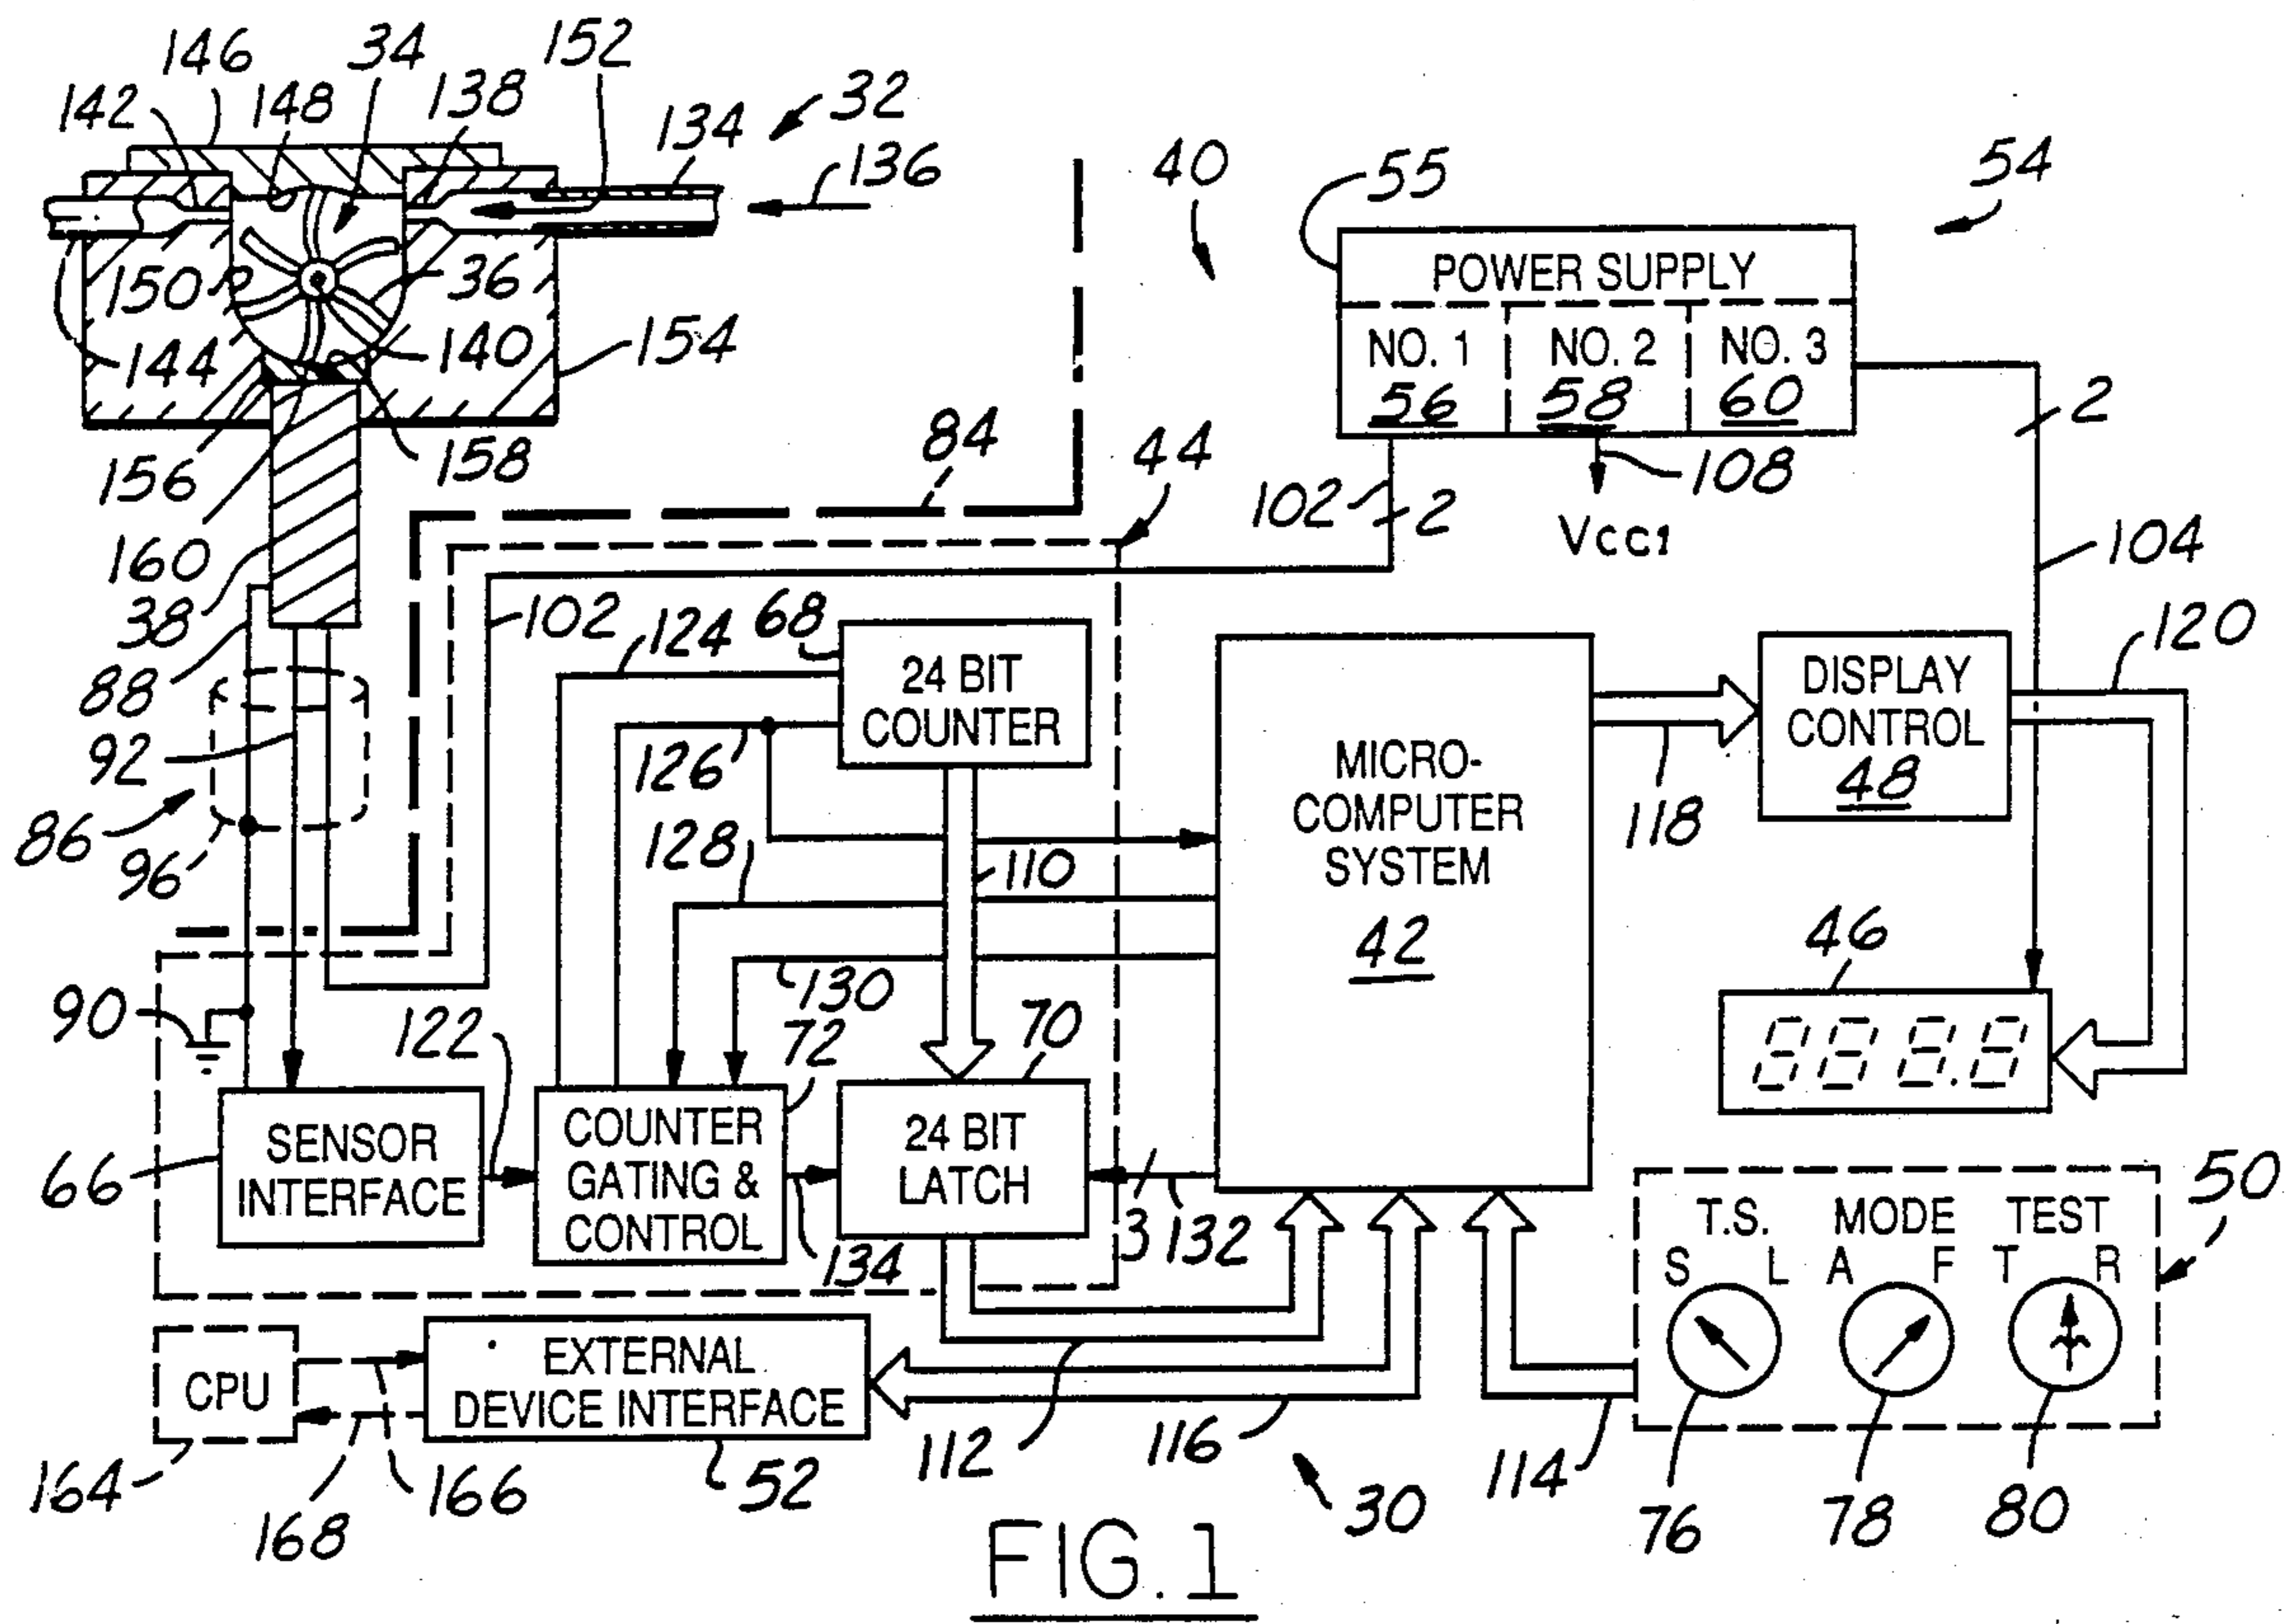 146
34
152
142
148
138
32
134
136
40
55
54
POWER SUPPLY
150
36
NO. 1
NO. 2
NO. 3
56
58
60
144
140
154
2
84
44
156
158
102
2
108
Vcc1
160
104
38
102
124
68
120
88
24 BIT
COUNTER
DISPLAY
CONTROL
48
92
126
MICRO-
COMPUTER
SYSTEM
42
118
86
96
128
110
46
90
122
130
72
70
888.8
66
SENSOR
INTERFACE
COUNTER
GATING &
CONTROL
24 BIT
LATCH
134
3
132
T.S.
MODE
TEST
50
S L
A F
T R
CPU
EXTERNAL
DEVICE INTERFACE
164
168
166
52
112
116
30
114
76
78
80
FIG. 1